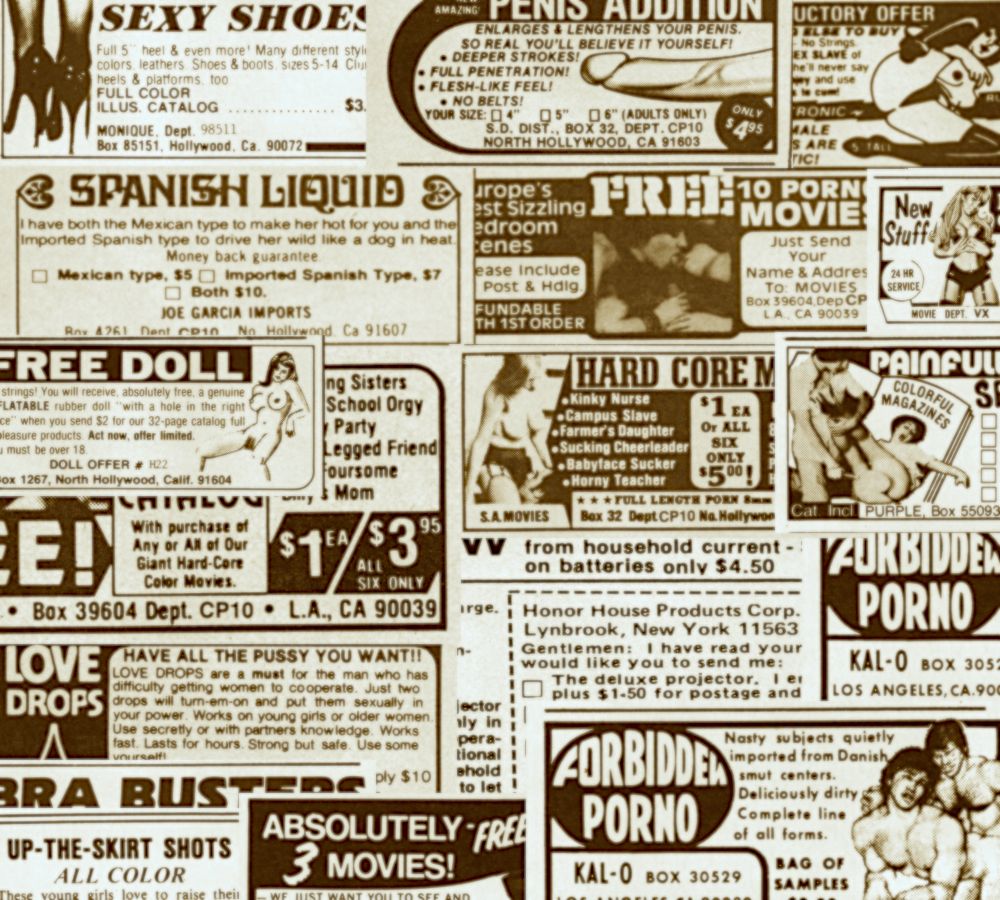 SEXY SHOES
Full 5" heel & even more! Many different
colors. leathers. Shoes & boots. sizes 5-14
heels & platforms. too
FULL COLOR
ILLUS. CATALOG .............. $3.
MONIQUE, Dept. 98511
Box 85151, Hollywood, Ca. 90072
AMAZING!
PENIS ADDITION
ENLARGES & LENGTHENS YOUR PENIS.
SO REAL YOU'LL BELIEVE IT YOURSELF!
• DEEPER STROKES!
• FULL PENETRATION!
• FLESH-LIKE FEEL!
• NO BELTS!
YOUR SIZE: □ 4" □ 5" □ 6" (ADULTS ONLY)
S.D. DIST., BOX 32, DEPT. CP10
NORTH HOLLYWOOD, CA 91603
ONLY
$4.95
UCTORY OFFER
ELSE TO BUY
- No Strings.
EX SLAVE of
he'll never say
and use
to cum!
RONIC
MALE
S ARE
TIC!
5' TALL
SPANISH LIQUID
I have both the Mexican type to make her hot for you and the
Imported Spanish type to drive her wild like a dog in heat.
Money back guarantee.
□ Mexican type, $5 □ Imported Spanish Type, $7
□ Both $10.
JOE GARCIA IMPORTS
Box 4261 Dept CP10 No. Hollywood, Ca 91607
urope's
est Sizzling
edroom
cenes
ease Include
Post & Hdlg.
FUNDABLE
TH 1ST ORDER
FREE
10 PORN
MOVIES
Just Send
Your
Name & Addres
To: MOVIES
Box 39604, Dep CP
L.A., CA 90039
New
Stuff
24 HR
SERVICE
MOVIE DEPT. VX
FREE DOLL
strings! You will receive, absolutely free, a genuine
FLATABLE rubber doll "with a hole in the right
ce" when you send $2 for our 32-page catalog full
pleasure products. Act now, offer limited.
u must be over 18.
DOLL OFFER # H22
Box 1267, North Hollywood, Calif. 91604
ng Sisters
School Orgy
y Party
Legged Friend
oursome
s Mom
HARD CORE M
• Kinky Nurse
• Campus Slave
• Farmer's Daughter
• Sucking Cheerleader
• Babyface Sucker
• Horny Teacher
$1 EA
Or ALL
SIX
ONLY
$5.00!
★★★ FULL LENGTH PORN 8mm
S.A. MOVIES
Box 32 Dept CP10 No. Hollywoo
PAINFUL
COLORFUL
MAGAZINES
S
Cat. Incl
PURPLE, Box 55093
CATALOG
EE!
With purchase of
Any or All of Our
Giant Hard-Core
Color Movies.
$1 EA
ALL $3.95
SIX ONLY
• Box 39604 Dept. CP10 • L.A., CA 90039
from household current -
on batteries only $4.50
arge.
n-
jector
nly in
pera-
tional
ehold
to let
Honor House Products Corp.
Lynbrook, New York 11563
Gentlemen: I have read your
would like you to send me:
□ The deluxe projector. I e
plus $1.50 for postage and
FORBIDDEN
PORNO
KAL-O BOX 3052
LOS ANGELES, CA. 900
LOVE
DROPS
HAVE ALL THE PUSSY YOU WANT!!
LOVE DROPS are a must for the man who has
difficulty getting women to cooperate. Just two
drops will turn-em-on and put them sexually in
your power. Works on young girls or older women.
Use secretly or with partners knowledge. Works
fast. Lasts for hours. Strong but safe. Use some
yourself!
ply $10
BRA BUSTERS
UP-THE-SKIRT SHOTS
ALL COLOR
These young girls love to raise their
ABSOLUTELY - FREE
3 MOVIES!
— WE JUST WANT YOU TO SEE AND
FORBIDDEN
PORNO
Nasty subjects quietly
imported from Danish
smut centers.
Deliciously dirty
Complete line
of all forms.
KAL-O BOX 30529
BAG OF
SAMPLES